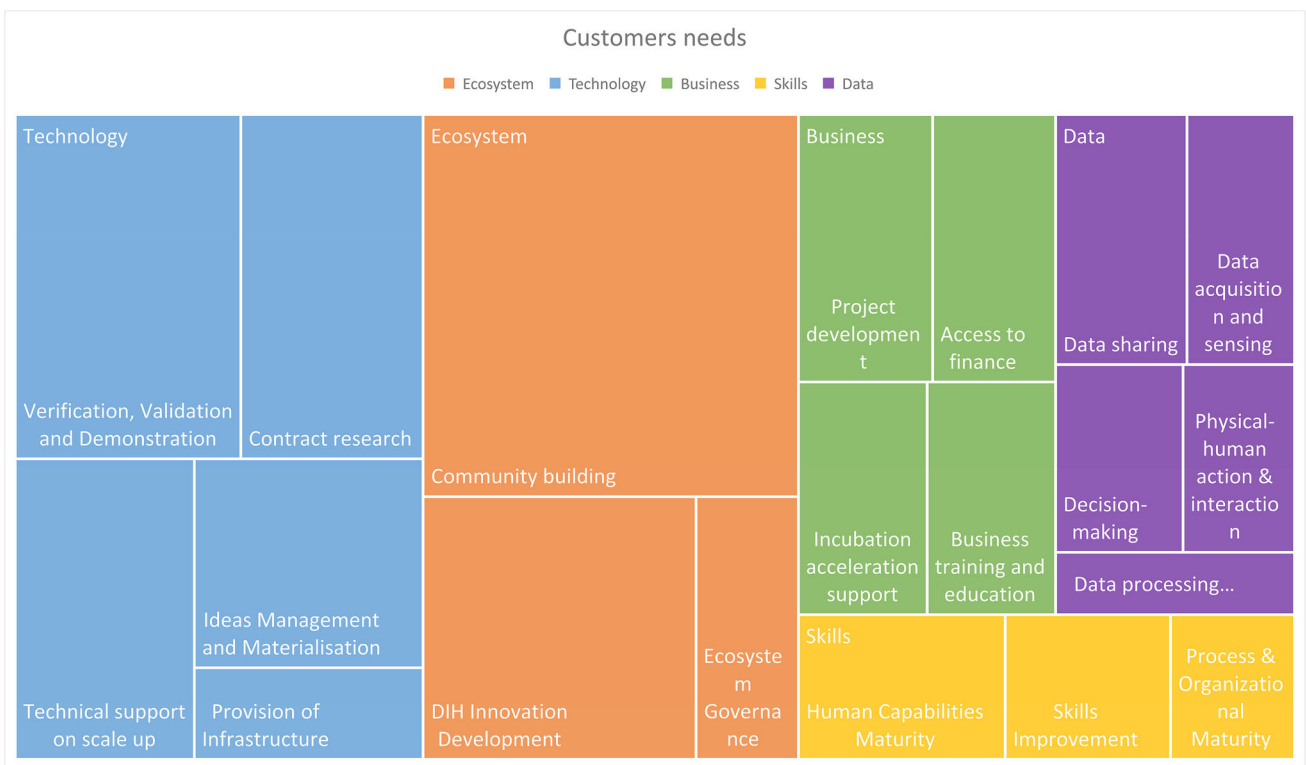 Customers needs
Ecosystem Technology Business Skills Data
Technology
Verification, Validation
and Demonstration
Contract research
Technical support
on scale up
Ideas Management
and Materialisation
Provision of
Infrastructure
Ecosystem
Community building
DIH Innovation
Development
Ecosyste
m
Governa
nce
Business
Project
developmen
t
Access to
finance
Incubation
acceleration
support
Business
training and
education
Data
Data sharing
Data
acquisitio
n and
sensing
Decision-
making
Physical-
human
action &
interactio
n
Data processing...
Skills
Human Capabilities
Maturity
Skills
Improvement
Process &
Organizatio
nal
Maturity